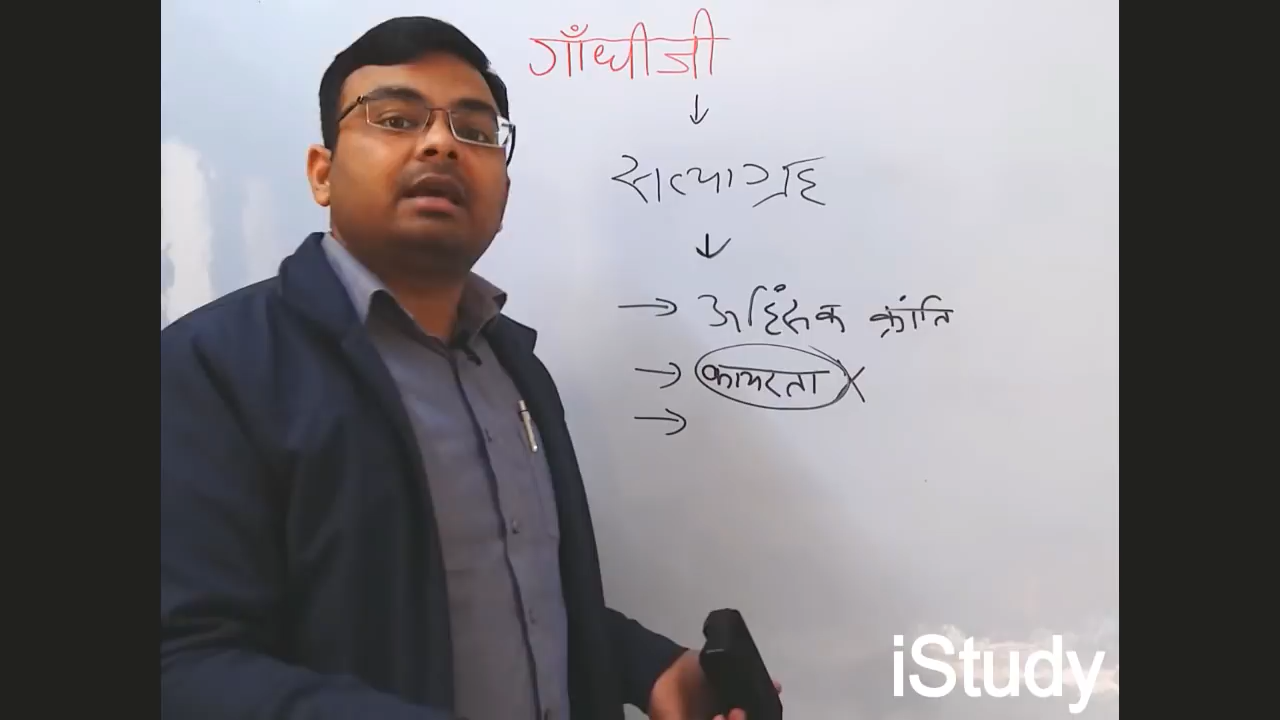 गाँधीजी
↓
सत्याग्रह
↓
→ अहिंसक क्रांति
→ कायरता X
→
iStudy